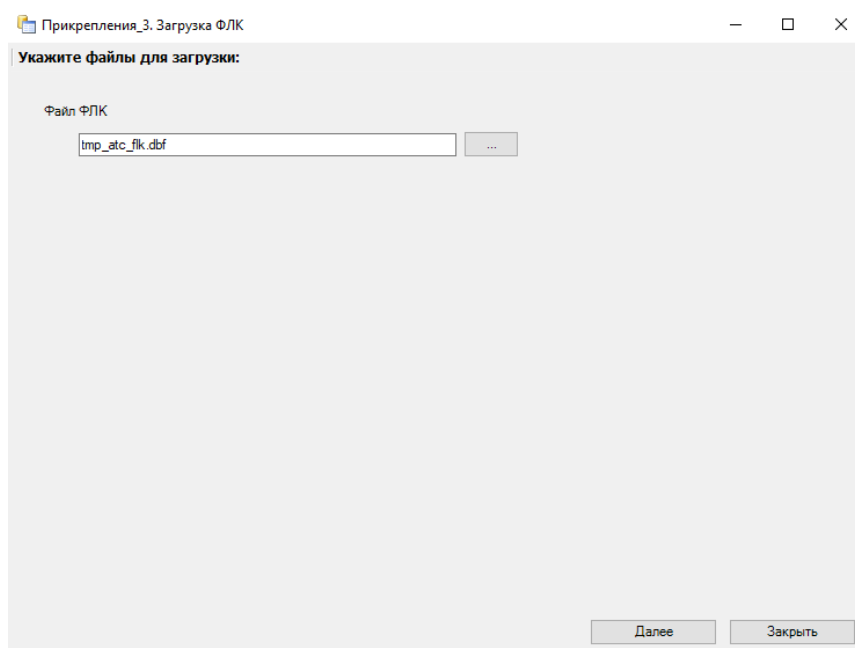 Прикрепления_3. Загрузка ФЛК
Укажите файлы для загрузки:
Файл ФЛК
tmp_atc_flk.dbf
...
Далее
Закрыть